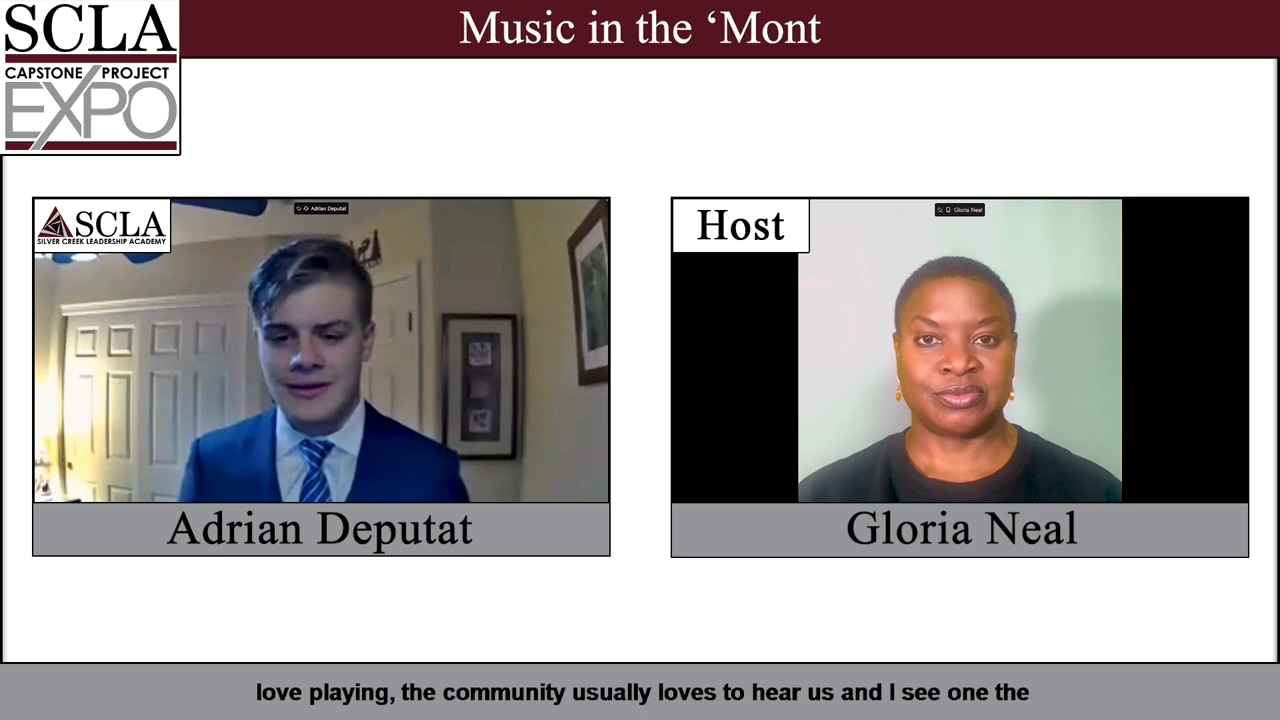 SCLA
CAPSTONE PROJECT
EXPO
Music in the ‘Mont
SCLA
SILVER CREEK LEADERSHIP ACADEMY
Adrian Deputat
Host
Gloria Neal
Adrian Deputat
Gloria Neal
love playing, the community usually loves to hear us and I see one the